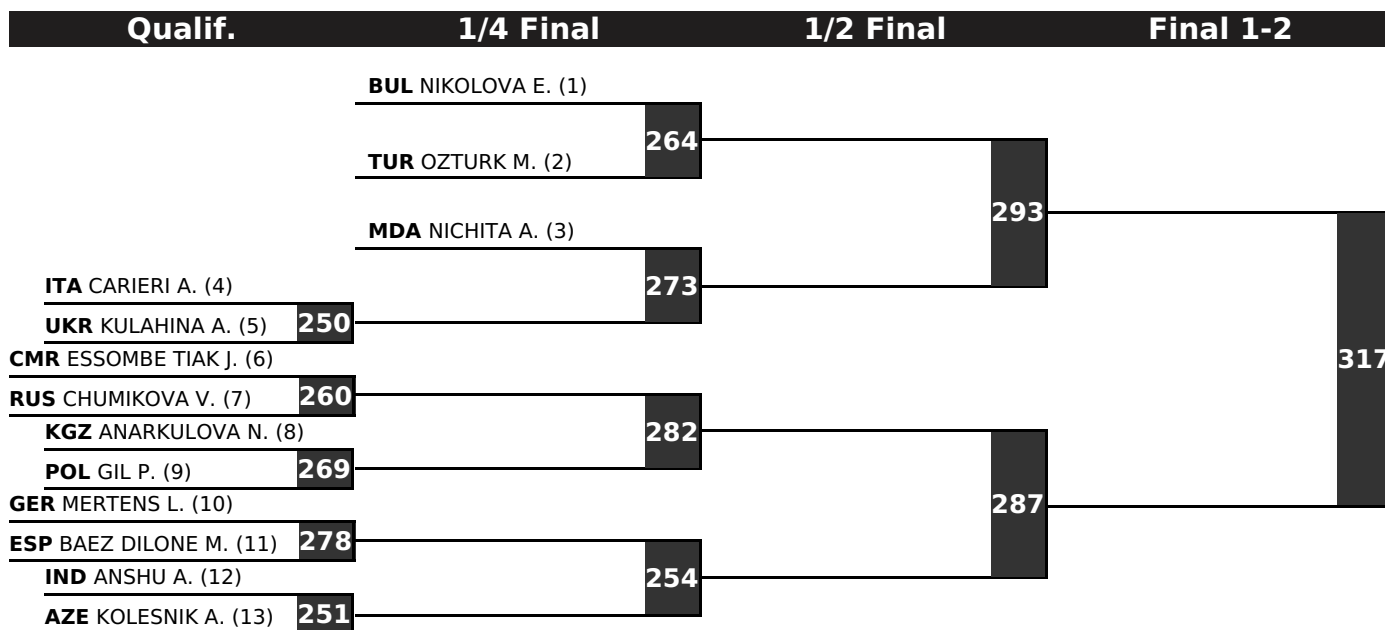 Qualif. 1/4 Final 1/2 Final Final 1-2
BUL NIKOLOVA E. (1)
264
TUR OZTURK M. (2)
293
MDA NICHITA A. (3)
ITA CARIERI A. (4)
273
UKR KULAHINA A. (5) 250
CMR ESSOMBE TIAK J. (6)
317
RUS CHUMIKOVA V. (7) 260
KGZ ANARKULOVA N. (8)
282
POL GIL P. (9) 269
GER MERTENS L. (10)
287
ESP BAEZ DILONE M. (11) 278
IND ANSHU A. (12)
254
AZE KOLESNIK A. (13) 251